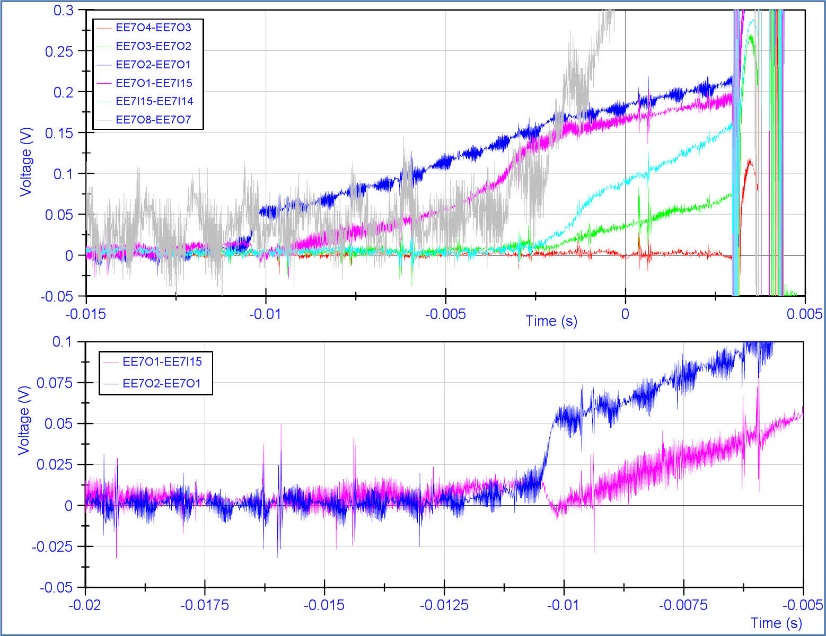 0.3
EE7O4-EE7O3
EE7O3-EE7O2
EE7O2-EE7O1
EE7O1-EE7I15
EE7I15-EE7I14
EE7O8-EE7O7
0.25
0.2
0.15
0.1
0.05
0
-0.05
Voltage (V)
-0.015 -0.01 -0.005 0 0.005
Time (s)
0.1
EE7O1-EE7I15
EE7O2-EE7O1
0.075
0.05
0.025
0
-0.025
-0.05
Voltage (V)
-0.02 -0.0175 -0.015 -0.0125 -0.01 -0.0075 -0.005
Time (s)